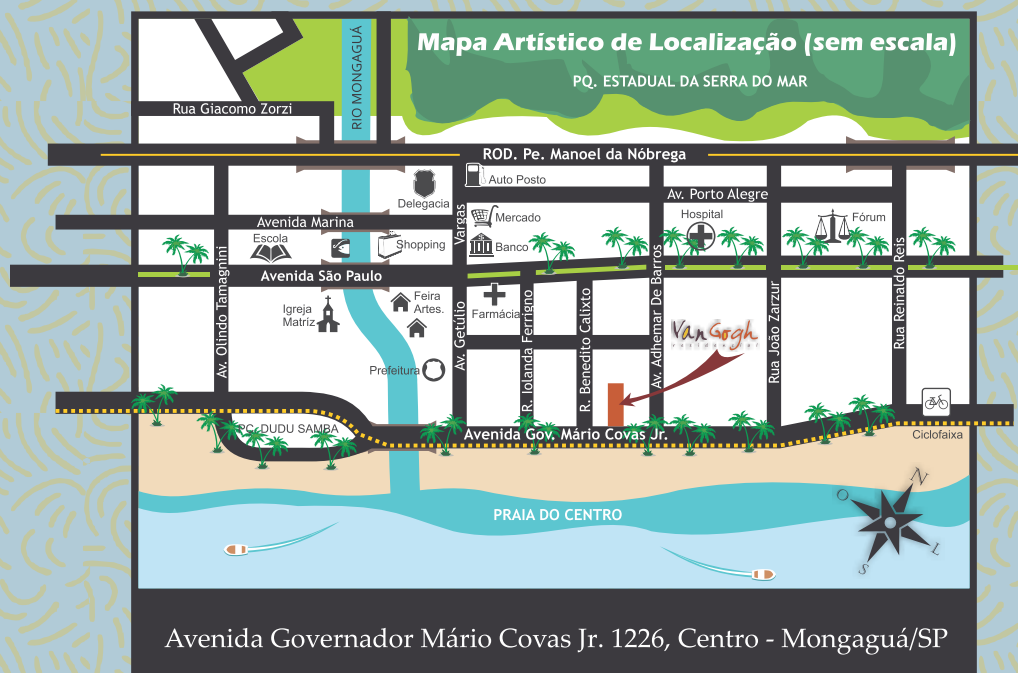 Mapa Artístico de Localização (sem escala)
PQ. ESTADUAL DA SERRA DO MAR
RIO MONGAGUÁ
Rua Giacomo Zorzi
ROD. Pe. Manoel da Nóbrega
Auto Posto
Delegacia
Av. Porto Alegre
Avenida Marina
Mercado
Hospital
Fórum
Escola
Shopping
Banco
Avenida São Paulo
Av. Olindo Tamagnini
Av. Getúlio Vargas
Av. Adhemar De Barros
Rua João Zarzur
Rua Reinaldo Reis
Igreja
Matríz
Feira
Artes.
Farmácia
R. Iolanda Ferrigno
R. Benedito Calixto
VanGogh
residencial
Prefeitura
PÇ. DUDU SAMBA
Avenida Gov. Mário Covas Jr.
Ciclofaixa
PRAIA DO CENTRO
N
O
L
S
Avenida Governador Mário Covas Jr. 1226, Centro - Mongaguá/SP